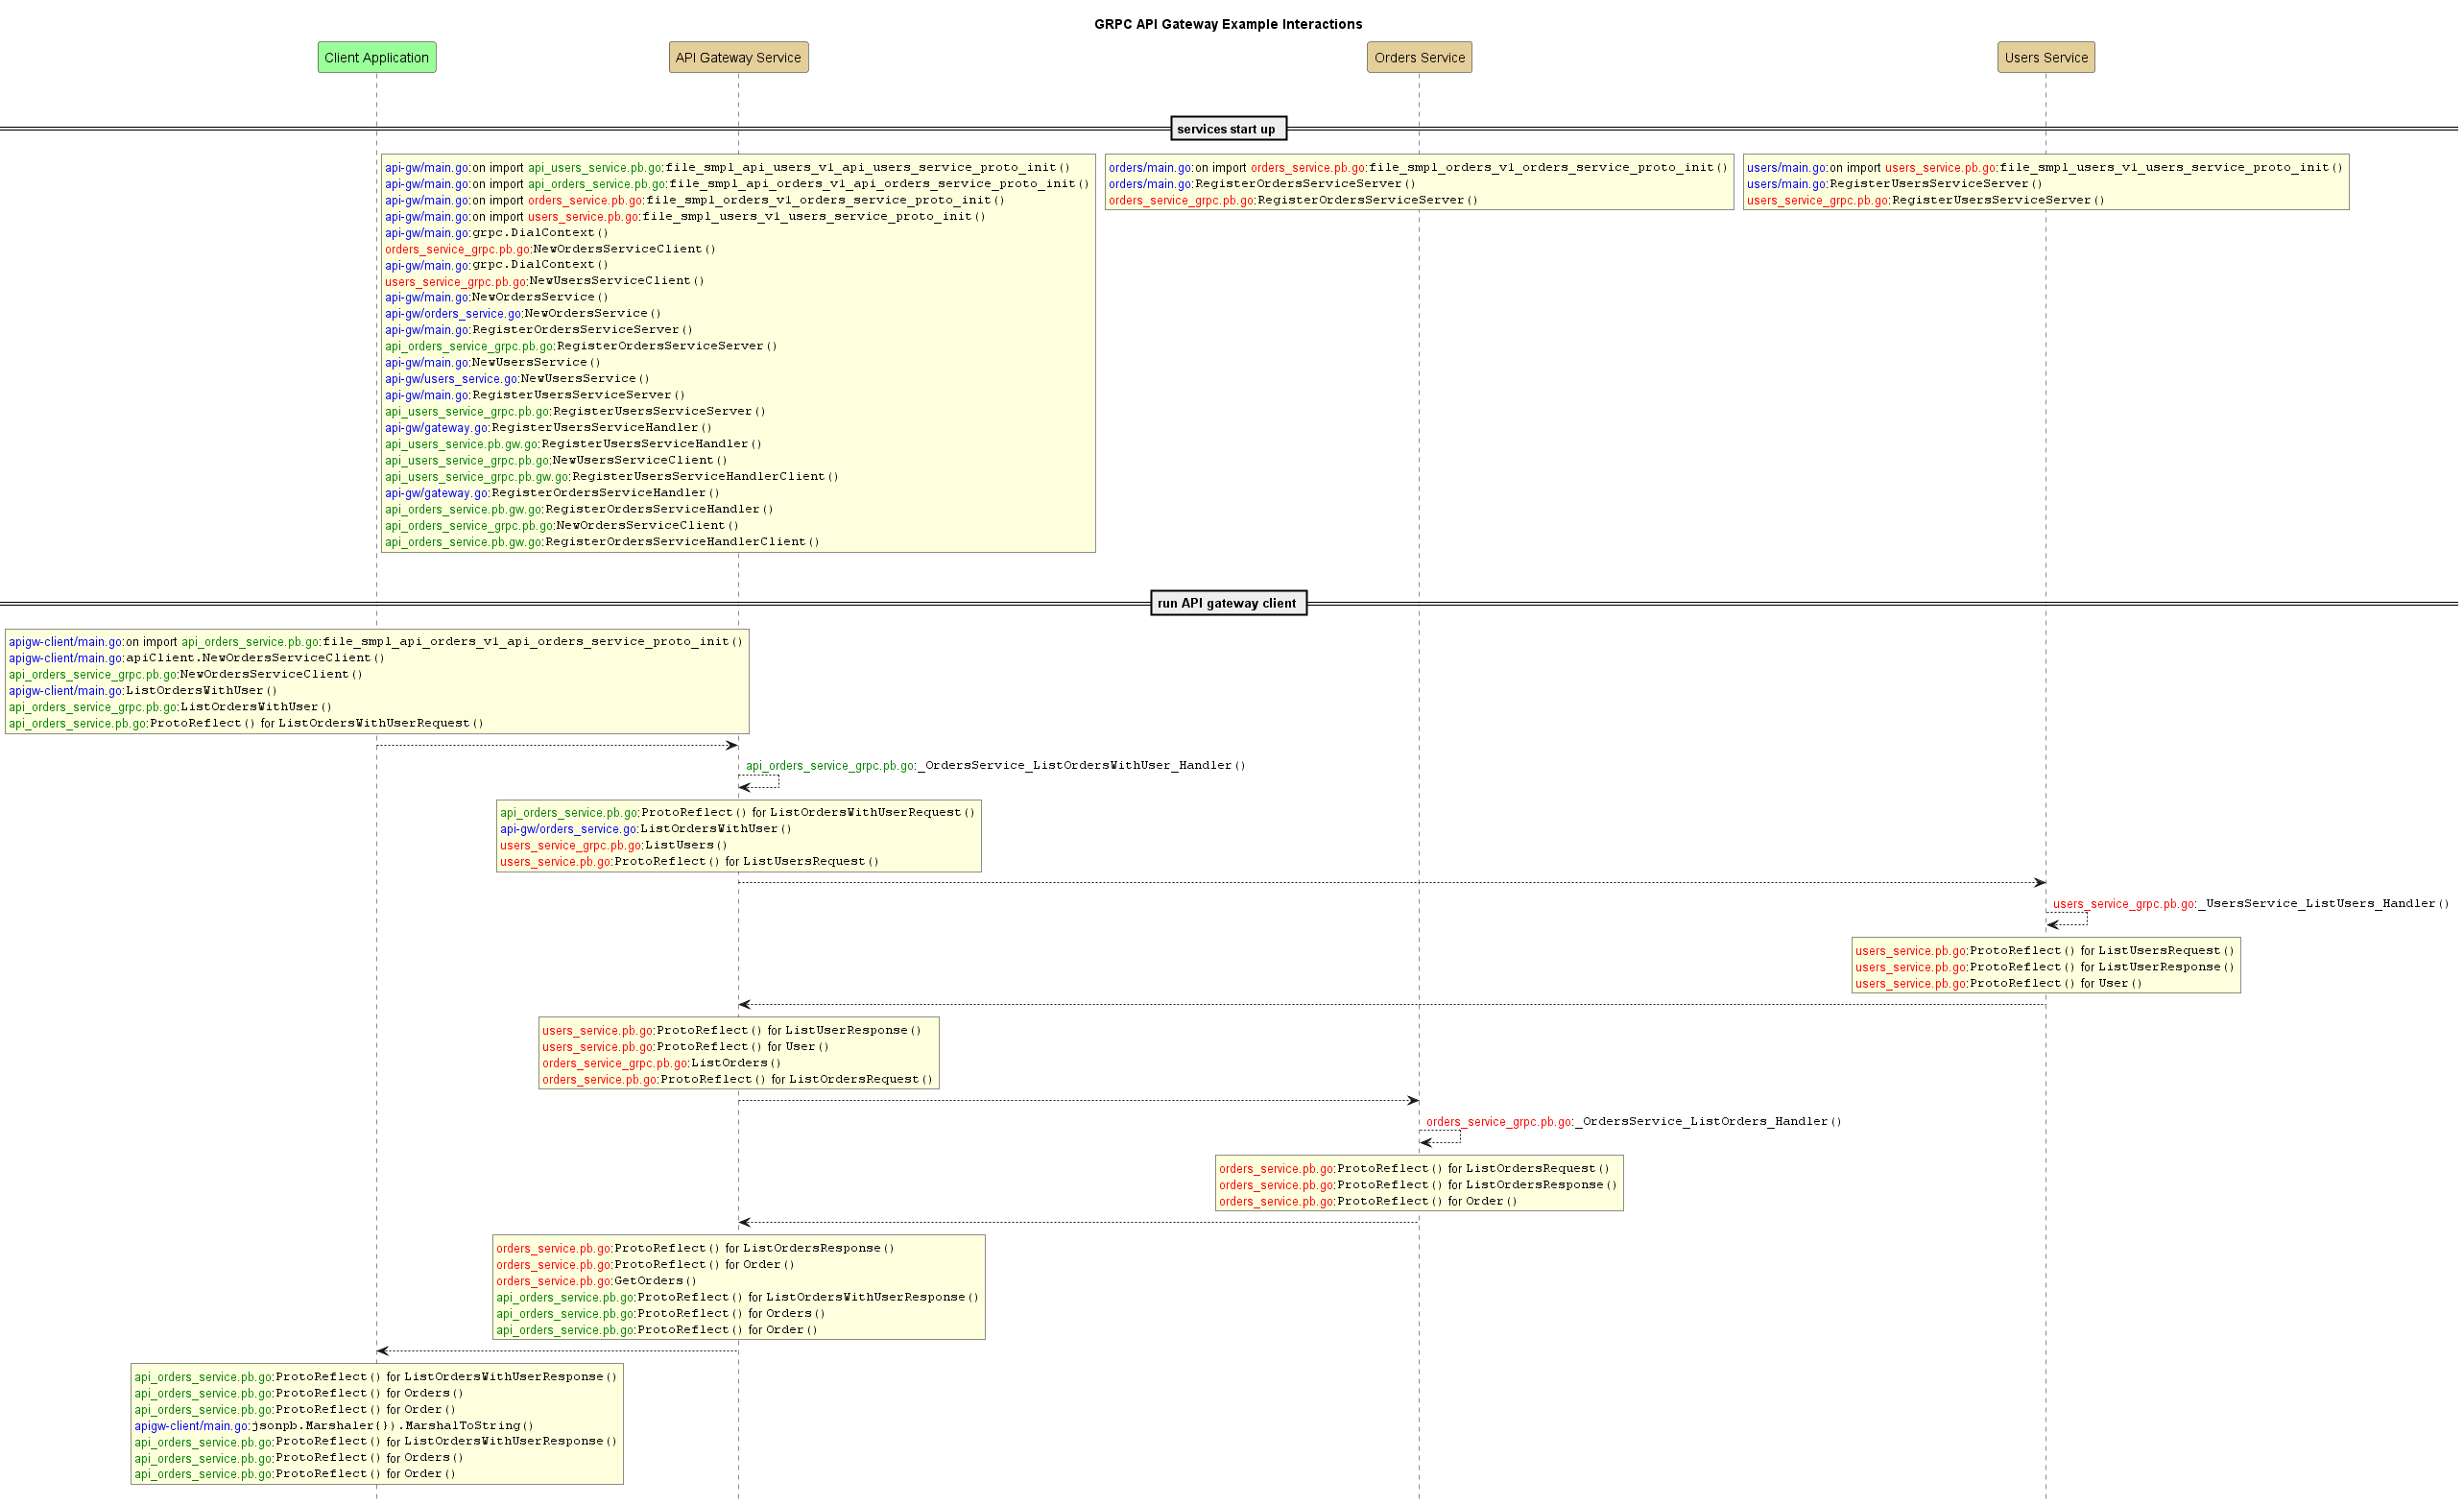 GRPC API Gateway Example Interactions
Client Application
API Gateway Service
Orders Service
Users Service
services start up
api-gw/main.go:on import api_users_service.pb.go:file_smpl_api_users_v1_api_users_service_proto_init()
api-gw/main.go:on import api_orders_service.pb.go:file_smpl_api_orders_v1_api_orders_service_proto_init()
api-gw/main.go:on import orders_service.pb.go:file_smpl_orders_v1_orders_service_proto_init()
api-gw/main.go:on import users_service.pb.go:file_smpl_users_v1_users_service_proto_init()
api-gw/main.go:grpc.DialContext()
orders_service_grpc.pb.go:NewOrdersServiceClient()
api-gw/main.go:grpc.DialContext()
users_service_grpc.pb.go:NewUsersServiceClient()
api-gw/main.go:NewOrdersService()
api-gw/orders_service.go:NewOrdersService()
api-gw/main.go:RegisterOrdersServiceServer()
api_orders_service_grpc.pb.go:RegisterOrdersServiceServer()
api-gw/main.go:NewUsersService()
api-gw/users_service.go:NewUsersService()
api-gw/main.go:RegisterUsersServiceServer()
api_users_service_grpc.pb.go:RegisterUsersServiceServer()
api-gw/gateway.go:RegisterUsersServiceHandler()
api_users_service.pb.gw.go:RegisterUsersServiceHandler()
api_users_service_grpc.pb.go:NewUsersServiceClient()
api_users_service_grpc.pb.gw.go:RegisterUsersServiceHandlerClient()
api-gw/gateway.go:RegisterOrdersServiceHandler()
api_orders_service.pb.gw.go:RegisterOrdersServiceHandler()
api_orders_service_grpc.pb.go:NewOrdersServiceClient()
api_orders_service.pb.gw.go:RegisterOrdersServiceHandlerClient()
orders/main.go:on import orders_service.pb.go:file_smpl_orders_v1_orders_service_proto_init()
orders/main.go:RegisterOrdersServiceServer()
orders_service_grpc.pb.go:RegisterOrdersServiceServer()
users/main.go:on import users_service.pb.go:file_smpl_users_v1_users_service_proto_init()
users/main.go:RegisterUsersServiceServer()
users_service_grpc.pb.go:RegisterUsersServiceServer()
run API gateway client
apigw-client/main.go:on import api_orders_service.pb.go:file_smpl_api_orders_v1_api_orders_service_proto_init()
apigw-client/main.go:apiClient.NewOrdersServiceClient()
api_orders_service_grpc.pb.go:NewOrdersServiceClient()
apigw-client/main.go:ListOrdersWithUser()
api_orders_service_grpc.pb.go:ListOrdersWithUser()
api_orders_service.pb.go:ProtoReflect() for ListOrdersWithUserRequest()
api_orders_service_grpc.pb.go:_OrdersService_ListOrdersWithUser_Handler()
api_orders_service.pb.go:ProtoReflect() for ListOrdersWithUserRequest()
api-gw/orders_service.go:ListOrdersWithUser()
users_service_grpc.pb.go:ListUsers()
users_service.pb.go:ProtoReflect() for ListUsersRequest()
users_service_grpc.pb.go:_UsersService_ListUsers_Handler()
users_service.pb.go:ProtoReflect() for ListUsersRequest()
users_service.pb.go:ProtoReflect() for ListUserResponse()
users_service.pb.go:ProtoReflect() for User()
users_service.pb.go:ProtoReflect() for ListUserResponse()
users_service.pb.go:ProtoReflect() for User()
orders_service_grpc.pb.go:ListOrders()
orders_service.pb.go:ProtoReflect() for ListOrdersRequest()
orders_service_grpc.pb.go:_OrdersService_ListOrders_Handler()
orders_service.pb.go:ProtoReflect() for ListOrdersRequest()
orders_service.pb.go:ProtoReflect() for ListOrdersResponse()
orders_service.pb.go:ProtoReflect() for Order()
orders_service.pb.go:ProtoReflect() for ListOrdersResponse()
orders_service.pb.go:ProtoReflect() for Order()
orders_service.pb.go:GetOrders()
api_orders_service.pb.go:ProtoReflect() for ListOrdersWithUserResponse()
api_orders_service.pb.go:ProtoReflect() for Orders()
api_orders_service.pb.go:ProtoReflect() for Order()
api_orders_service.pb.go:ProtoReflect() for ListOrdersWithUserResponse()
api_orders_service.pb.go:ProtoReflect() for Orders()
api_orders_service.pb.go:ProtoReflect() for Order()
apigw-client/main.go:jsonpb.Marshaler{}).MarshalToString()
api_orders_service.pb.go:ProtoReflect() for ListOrdersWithUserResponse()
api_orders_service.pb.go:ProtoReflect() for Orders()
api_orders_service.pb.go:ProtoReflect() for Order()